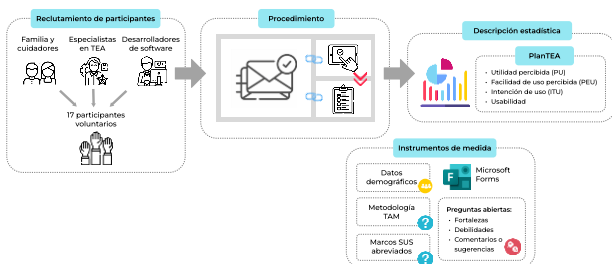 Reclutamiento de participantes
Familia y
cuidadores
Especialistas
en TEA
Desarrolladores
de software
17 participantes
voluntarios
Procedimiento
Descripción estadística
PlanTEA
· Utilidad percibida (PU)
· Facilidad de uso percibida (PEU)
· Intención de uso (ITU)
· Usabilidad
Instrumentos de medida
Datos
demográficos
Metodología
TAM
?
Marcos SUS
abreviados
?
F
Microsoft
Forms
Preguntas abiertas:
· Fortalezas
· Debilidades
· Comentarios o
sugerencias